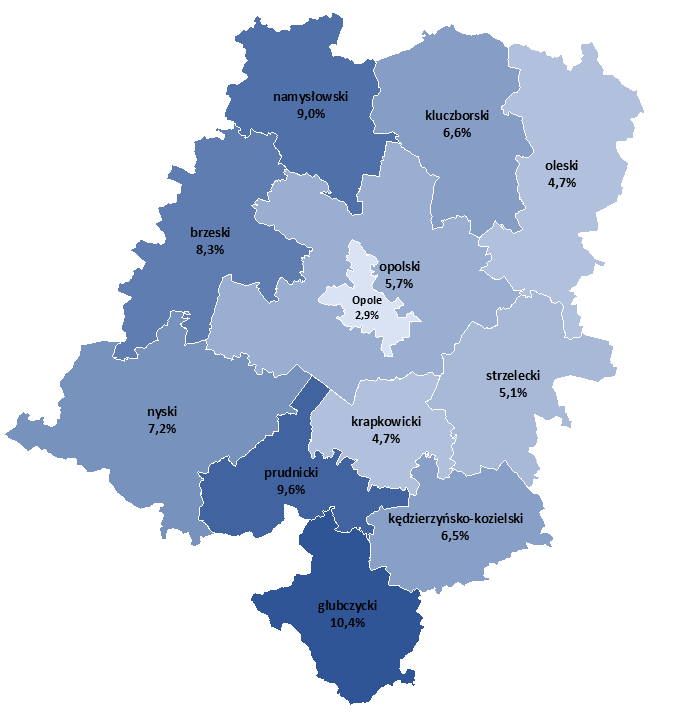 namysłowski
9,0%
kluczborski
6,6%
oleski
4,7%
brzeski
8,3%
opolski
5,7%
Opole
2,9%
strzelecki
5,1%
nyski
7,2%
krapkowicki
4,7%
prudnicki
9,6%
kędzierzyńsko-kozielski
6,5%
głubczycki
10,4%